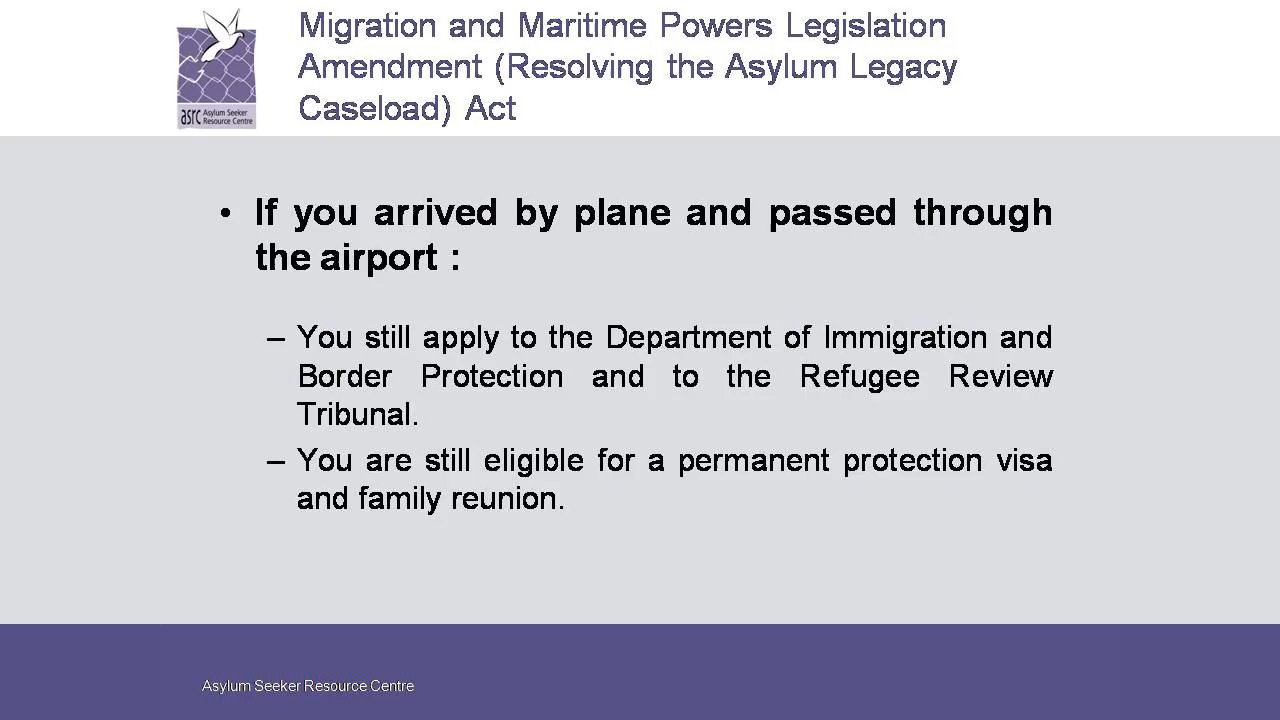 Migration and Maritime Powers Legislation
Amendment (Resolving the Asylum Legacy
Caseload) Act
asrc Asylum Seeker
Resource Centre
• If you arrived by plane and passed through
the airport :
– You still apply to the Department of Immigration and
Border Protection and to the Refugee Review
Tribunal.
– You are still eligible for a permanent protection visa
and family reunion.
Asylum Seeker Resource Centre